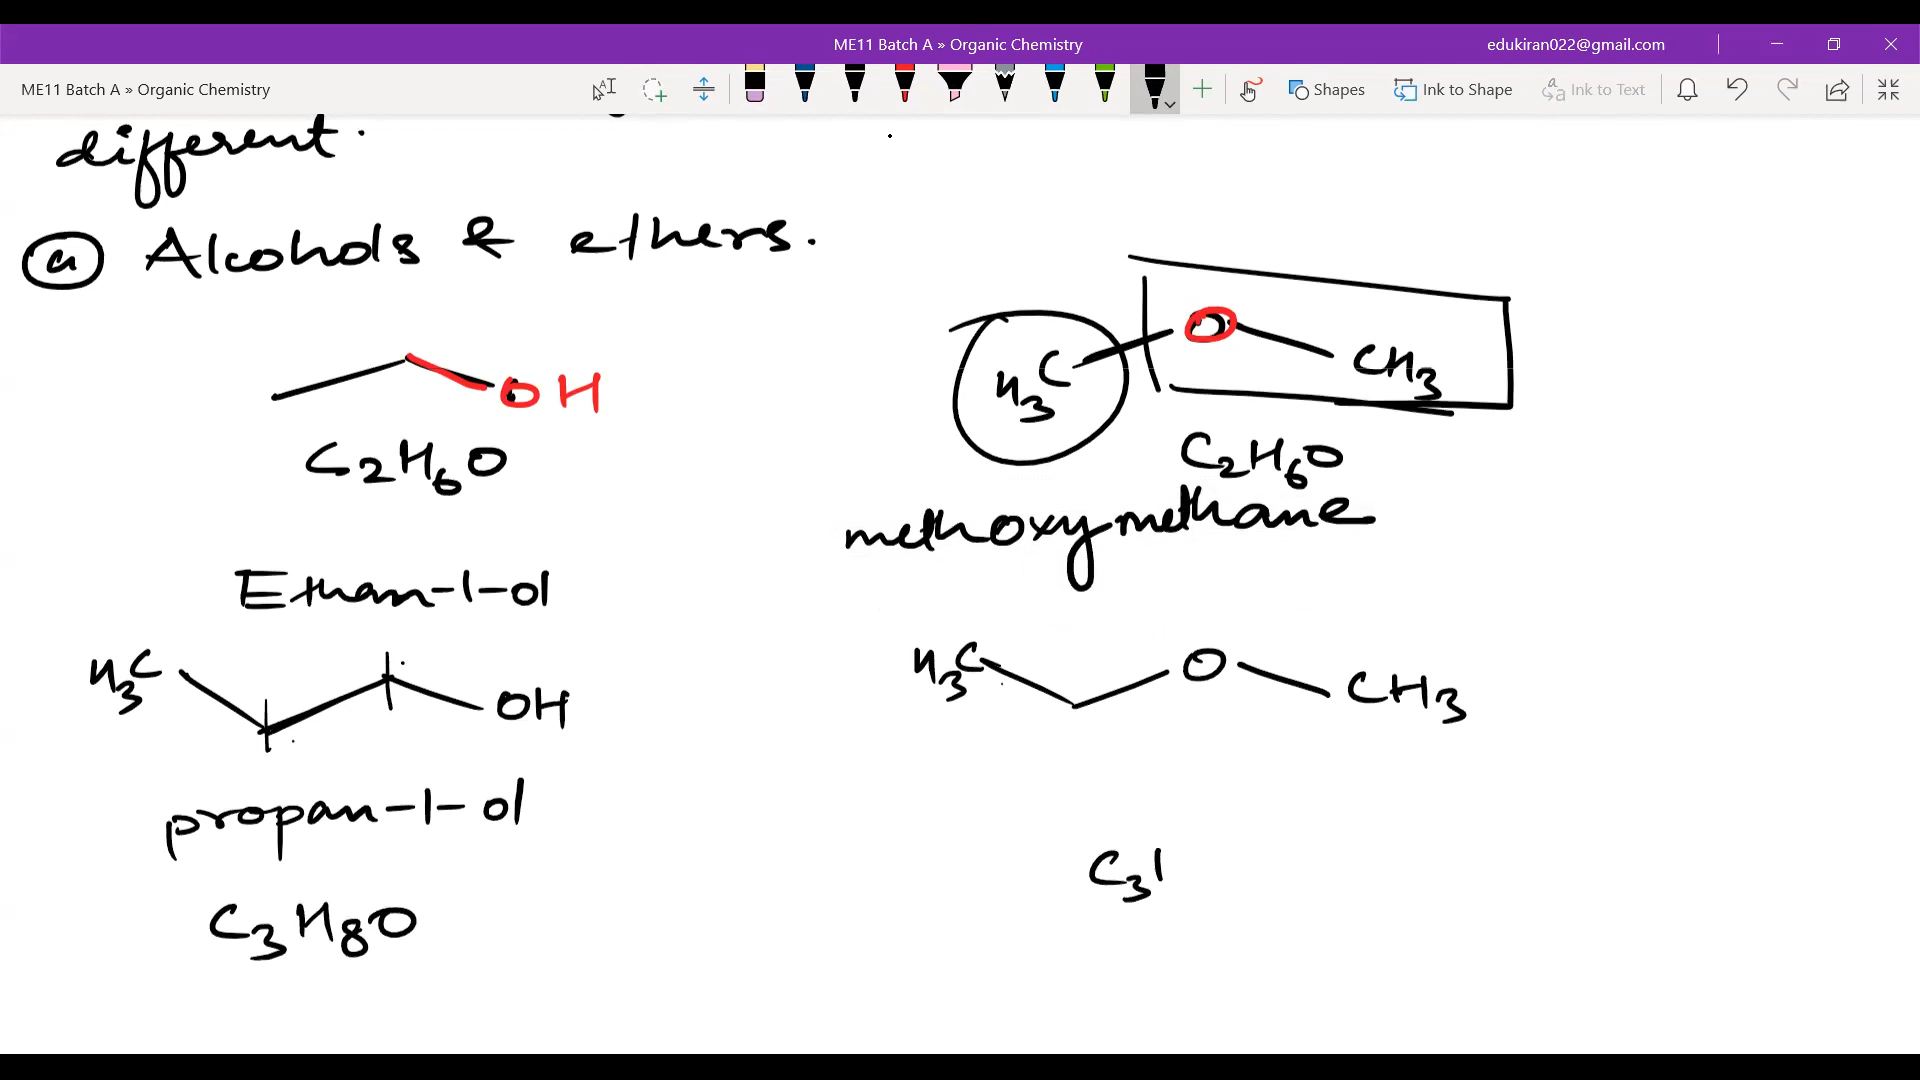 ME11 Batch A » Organic Chemistry
edukiran022@gmail.com
ME11 Batch A » Organic Chemistry
Shapes
Ink to Shape
Ink to Text
different.
(a) Alcohols & ethers.
OH
C2H6O
Ethan-1-ol
H3C OH
propan-1-ol
C3H8O
H3C O CH3
C2H6O
methoxymethane
H3C O CH3
C3